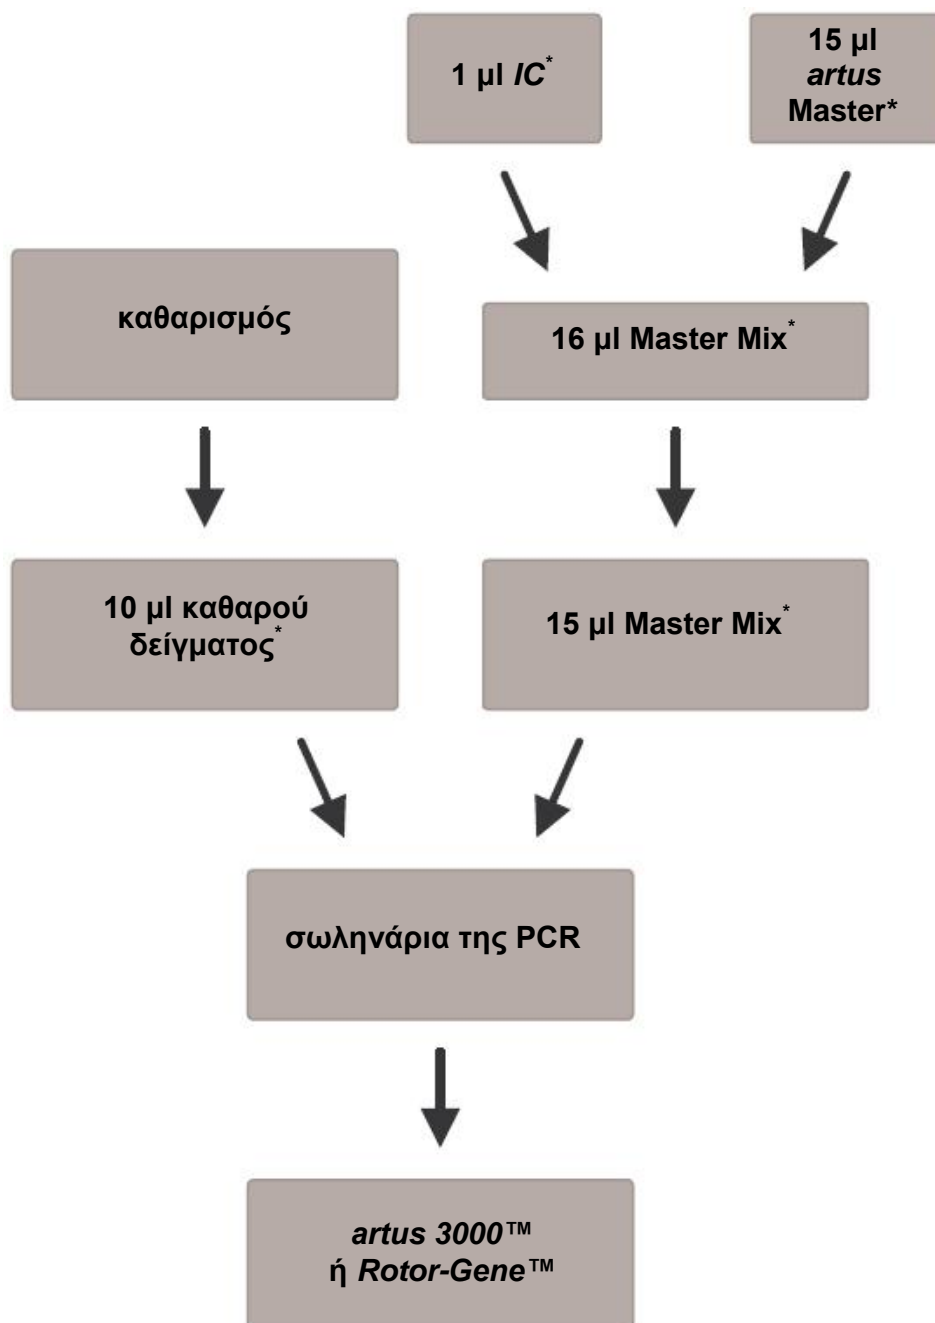 1 µl IC*
15 µl
artus
Master*
καθαρισμός
16 µl Master Mix*
10 µl καθαρού
δείγματος*
15 µl Master Mix*
σωληνάρια της PCR
artus 3000™
ή Rotor-Gene™